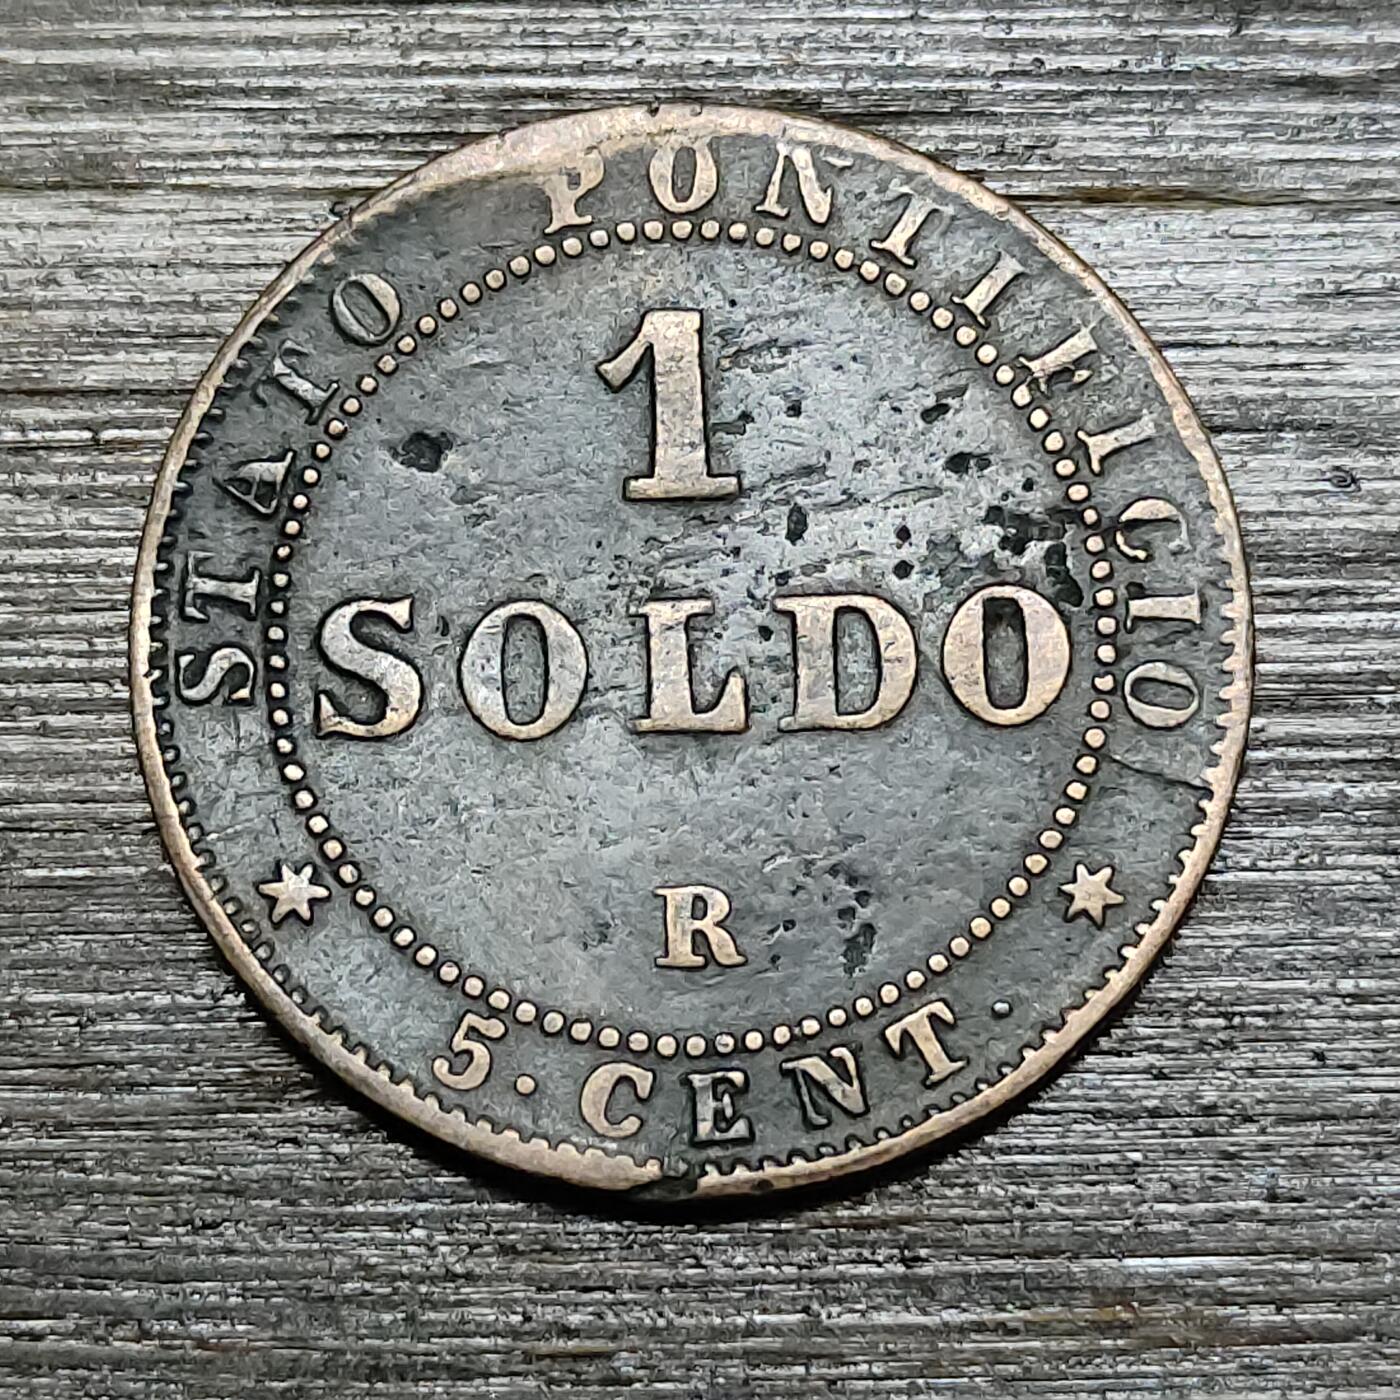 STATO PONTIFICIO
1
SOLDO
R
5 · CENT ·